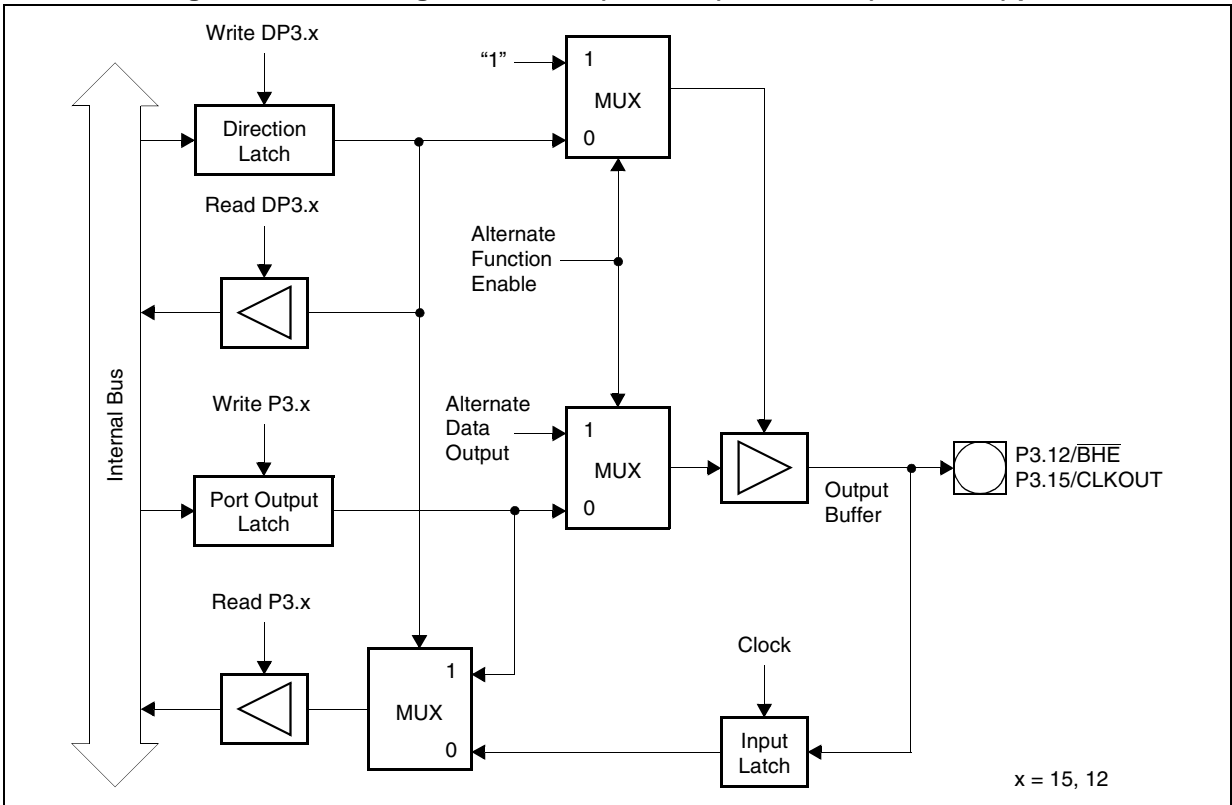 Write DP3.x
"1"
1
MUX
0
Direction
Latch
Read DP3.x
Alternate
Function
Enable
Internal Bus
Write P3.x
Alternate
Data
Output
1
MUX
0
Port Output
Latch
Output
Buffer
P3.12/BHE
P3.15/CLKOUT
Read P3.x
1
MUX
0
Clock
Input
Latch
x = 15, 12